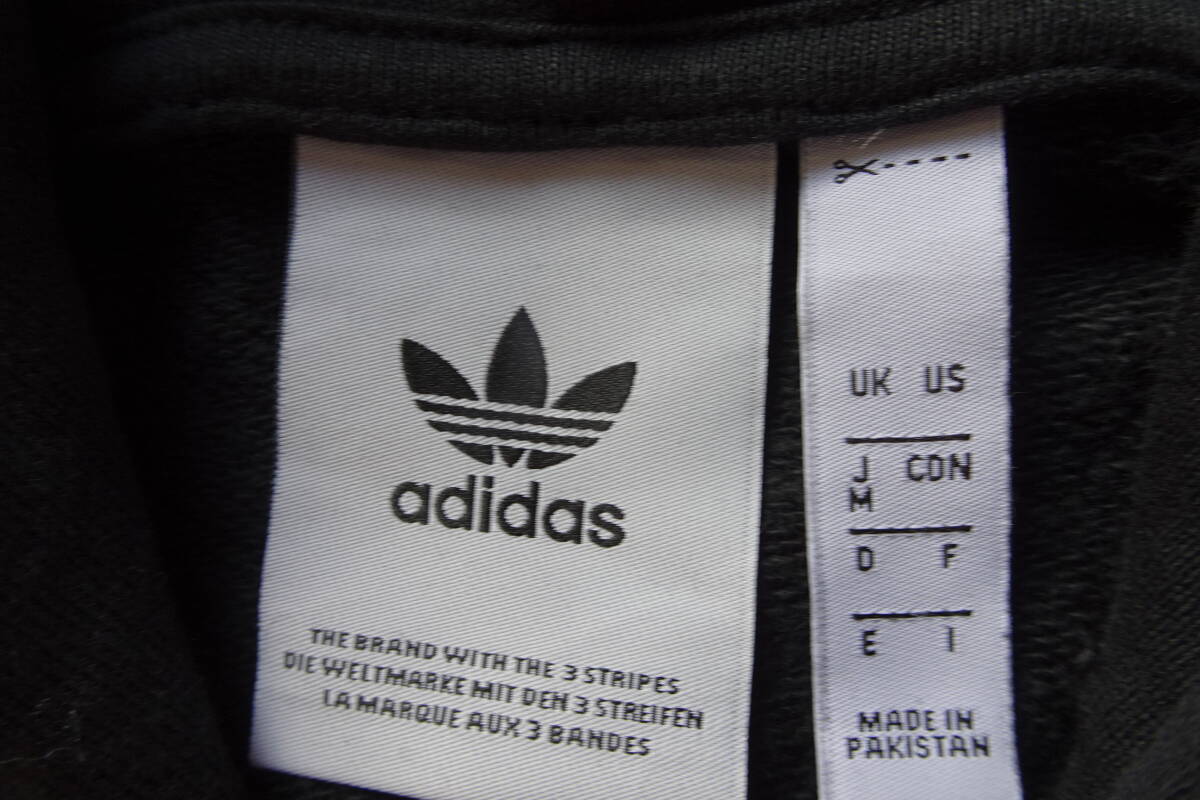 adidas
THE BRAND WITH THE 3 STRIPES
DIE WELTMARKE MIT DEN 3 STREIFEN
LA MARQUE AUX 3 BANDES
UK US
J CDN
M
D F
E I
MADE IN
PAKISTAN